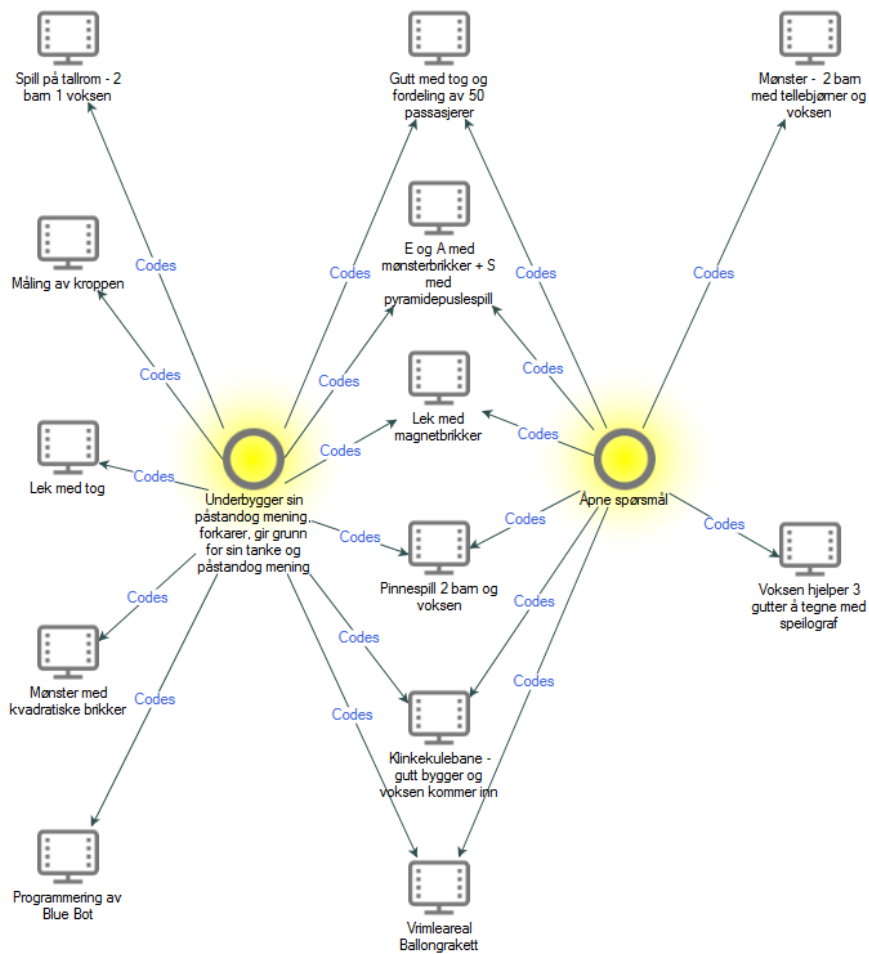 Spill på tallrom - 2
barn 1 voksen
Gutt med tog og
fordeling av 50
passasjerer
Mønster -  2 barn
med tellebjørner og
voksen
Codes
Codes
Codes
Codes
Måling av kroppen
E og A med
mønsterbrikker + S
med
pyramidepuslespill
Codes
Codes
Codes
Lek med
magnetbrikker
Codes
Codes
Codes
Lek med tog
Underbygger sin
påstandog mening,
forkarer, gir grunn
for sin tanke og
påstandog mening
Åpne spørsmål
Codes
Codes
Codes
Pinnespill 2 barn og
voksen
Voksen hjelper 3
gutter å tegne med
speilograf
Codes
Codes
Codes
Mønster med
kvadratiske brikker
Codes
Codes
Codes
Klinkekulebane -
gutt bygger og
voksen kommer inn
Programmering av
Blue Bot
Vrimleareal
Ballongrakett